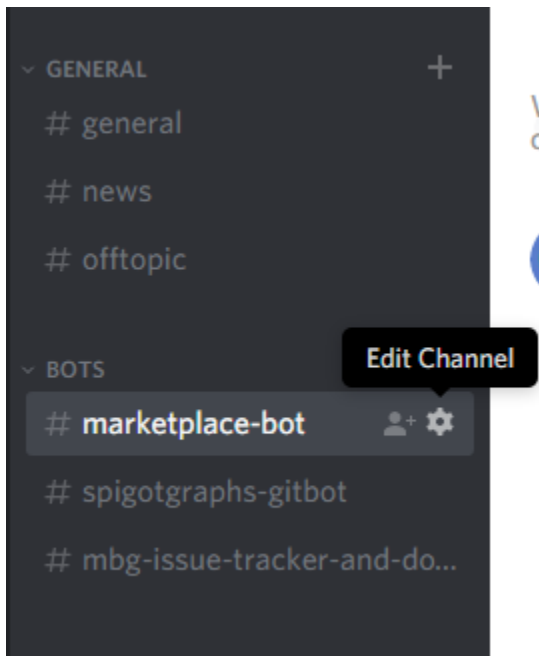 GENERAL
# general
# news
# offtopic
BOTS
Edit Channel
# marketplace-bot
# spigotgraphs-gitbot
# mbg-issue-tracker-and-do...